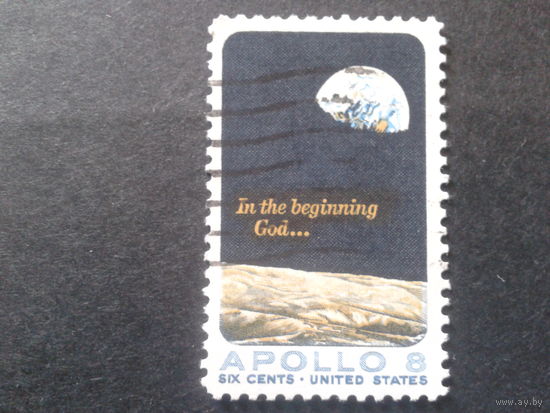 In the beginning
God...
APOLLO 8
SIX CENTS · UNITED STATES
www.ay.by